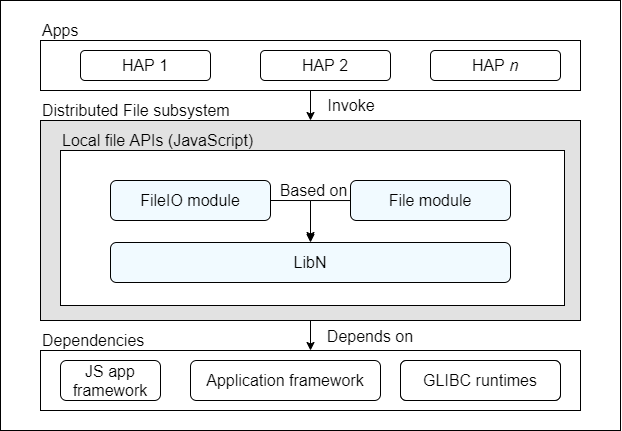 Apps
HAP 1
HAP 2
HAP n
Invoke
Distributed File subsystem
Local file APIs (JavaScript)
FileIO module
Based on
File module
LibN
Depends on
Dependencies
JS app
framework
Application framework
GLIBC runtimes